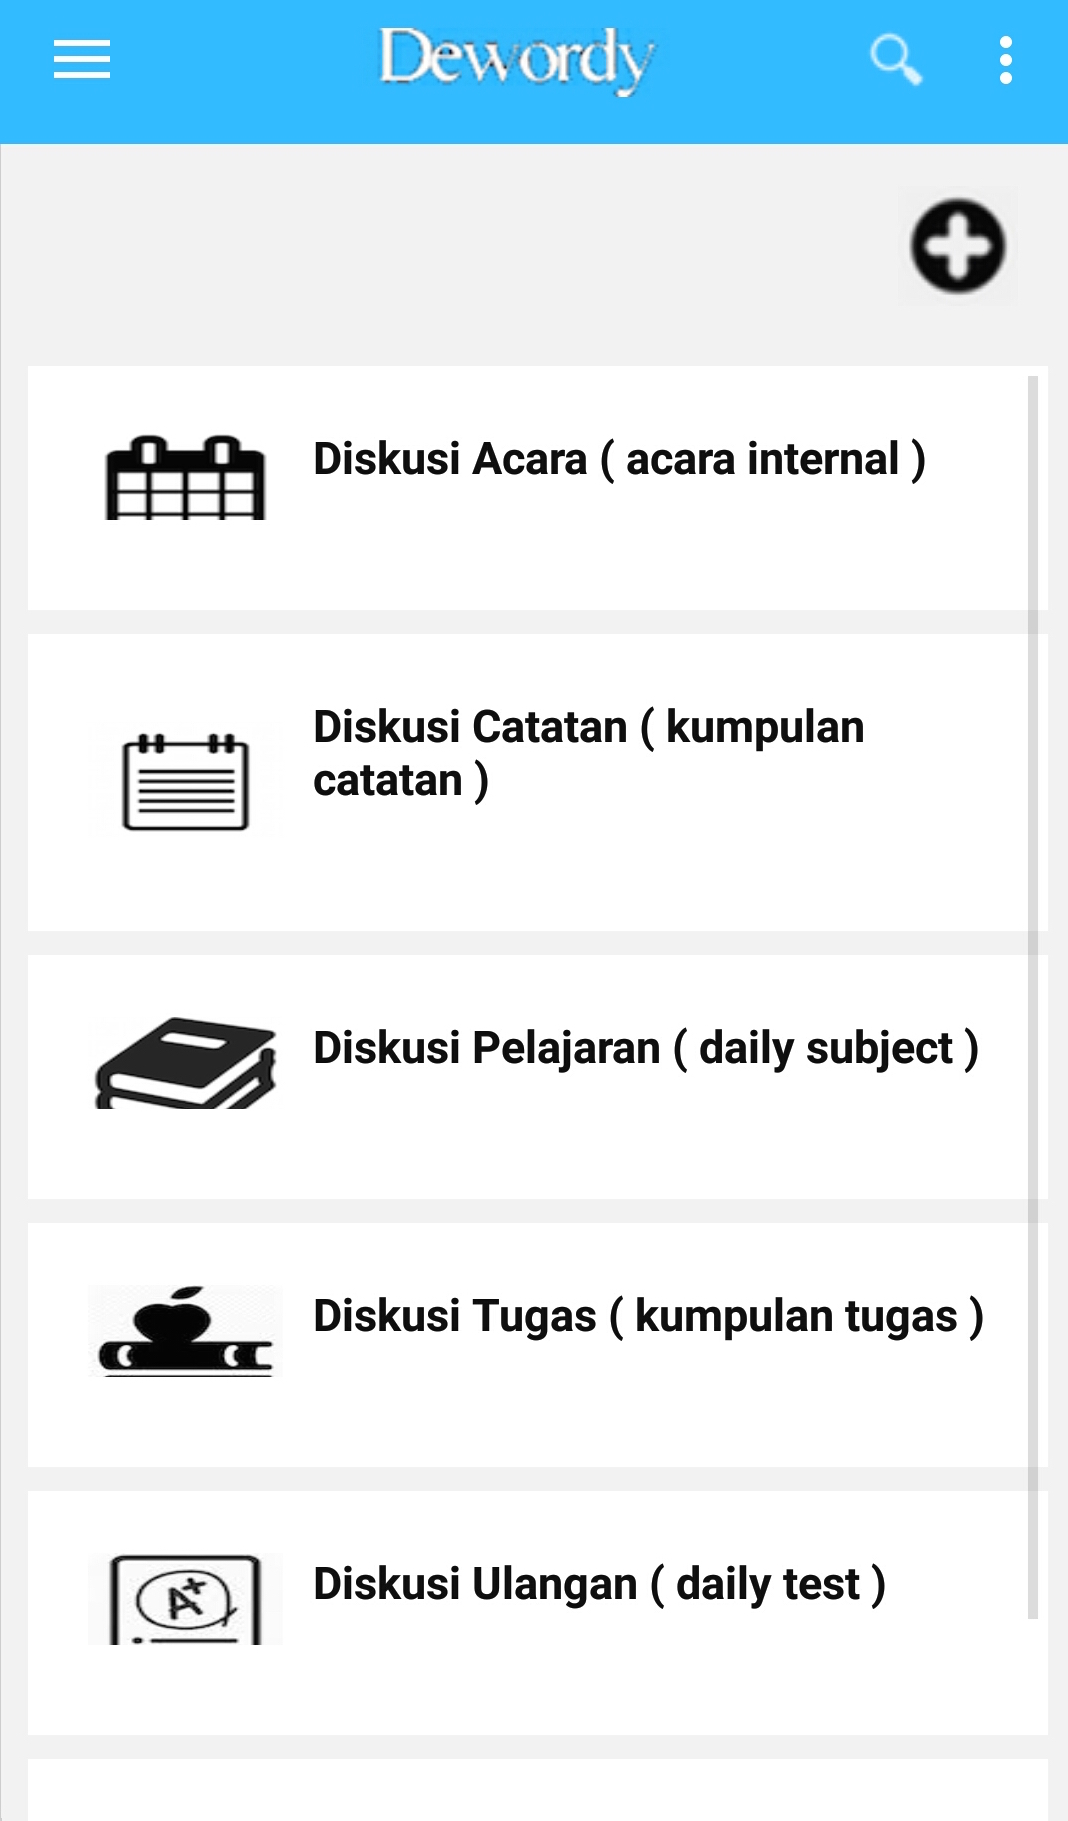 Dewordy
Diskusi Acara ( acara internal )
Diskusi Catatan ( kumpulan
catatan )
Diskusi Pelajaran ( daily subject )
Diskusi Tugas ( kumpulan tugas )
A+
Diskusi Ulangan ( daily test )